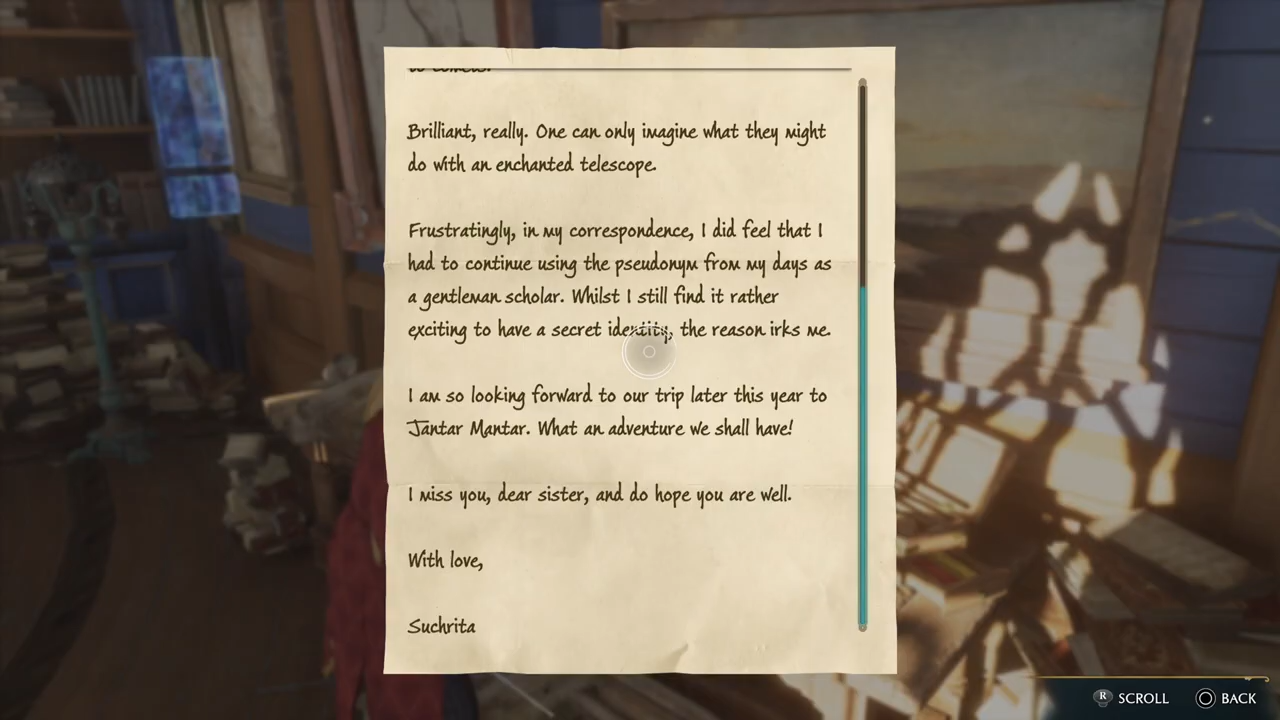 Brilliant, really. One can only imagine what they might
do with an enchanted telescope.
Frustratingly, in my correspondence, I did feel that I
had to continue using the pseudonym from my days as
a gentleman scholar. Whilst I still find it rather
exciting to have a secret identity, the reason irks me.
I am so looking forward to our trip later this year to
Jantar Mantar. What an adventure we shall have!
I miss you, dear sister, and do hope you are well.
With love,
Suchrita
R SCROLL BACK